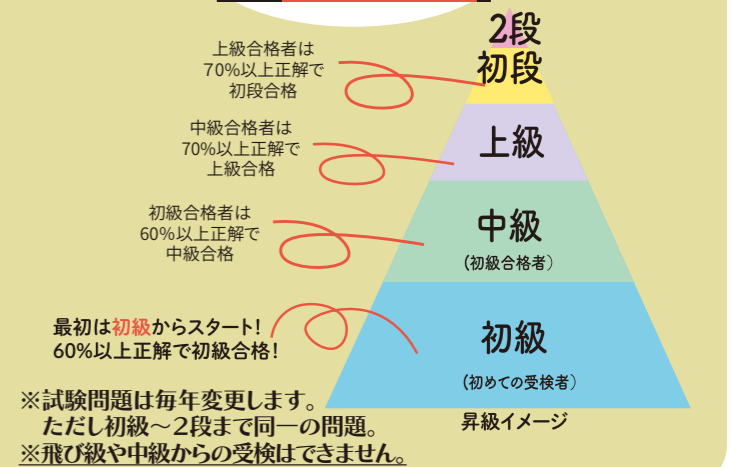 2段
上級合格者は
70%以上正解で
初段合格
初段
中級合格者は
70%以上正解で
上級合格
上級
初級合格者は
60%以上正解で
中級合格
中級
(初級合格者)
最初は初級からスタート!
60%以上正解で初級合格!
初級
(初めての受検者)
昇級イメージ
※試験問題は毎年変更します。
ただし初級～2段まで同一の問題。
※飛び級や中級からの受検はできません。